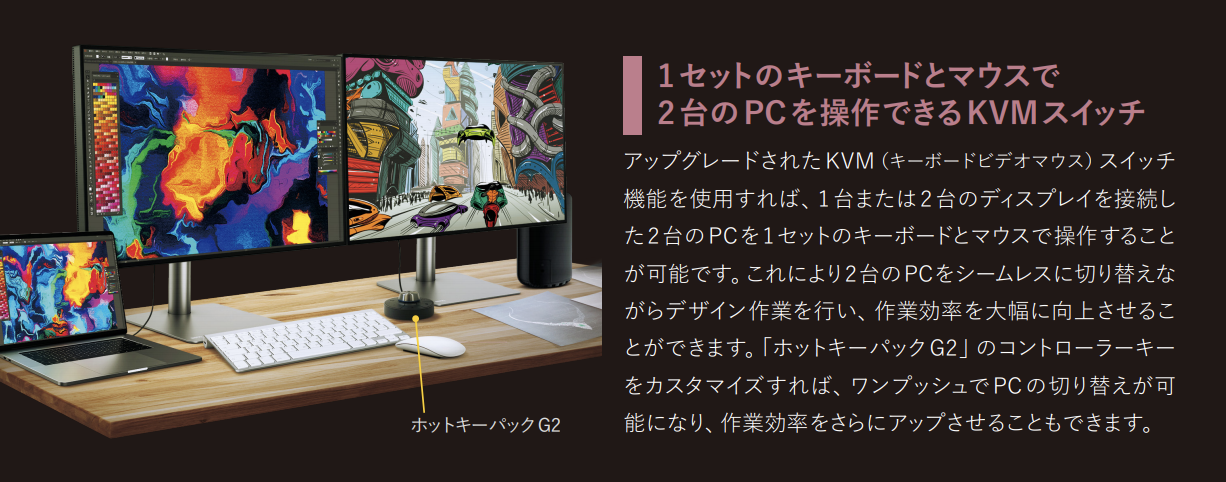 1セットのキーボードとマウスで
2台のPCを操作できるKVMスイッチ
アップグレードされたKVM（キーボードビデオマウス）スイッチ
機能を使用すれば、1台または2台のディスプレイを接続し
た2台のPCを1セットのキーボードとマウスで操作すること
が可能です。これにより2台のPCをシームレスに切り替えな
がらデザイン作業を行い、作業効率を大幅に向上させるこ
とができます。「ホットキーパックG2」のコントローラーキー
をカスタマイズすれば、ワンプッシュでPCの切り替えが可
能になり、作業効率をさらにアップさせることもできます。
ホットキーパックG2